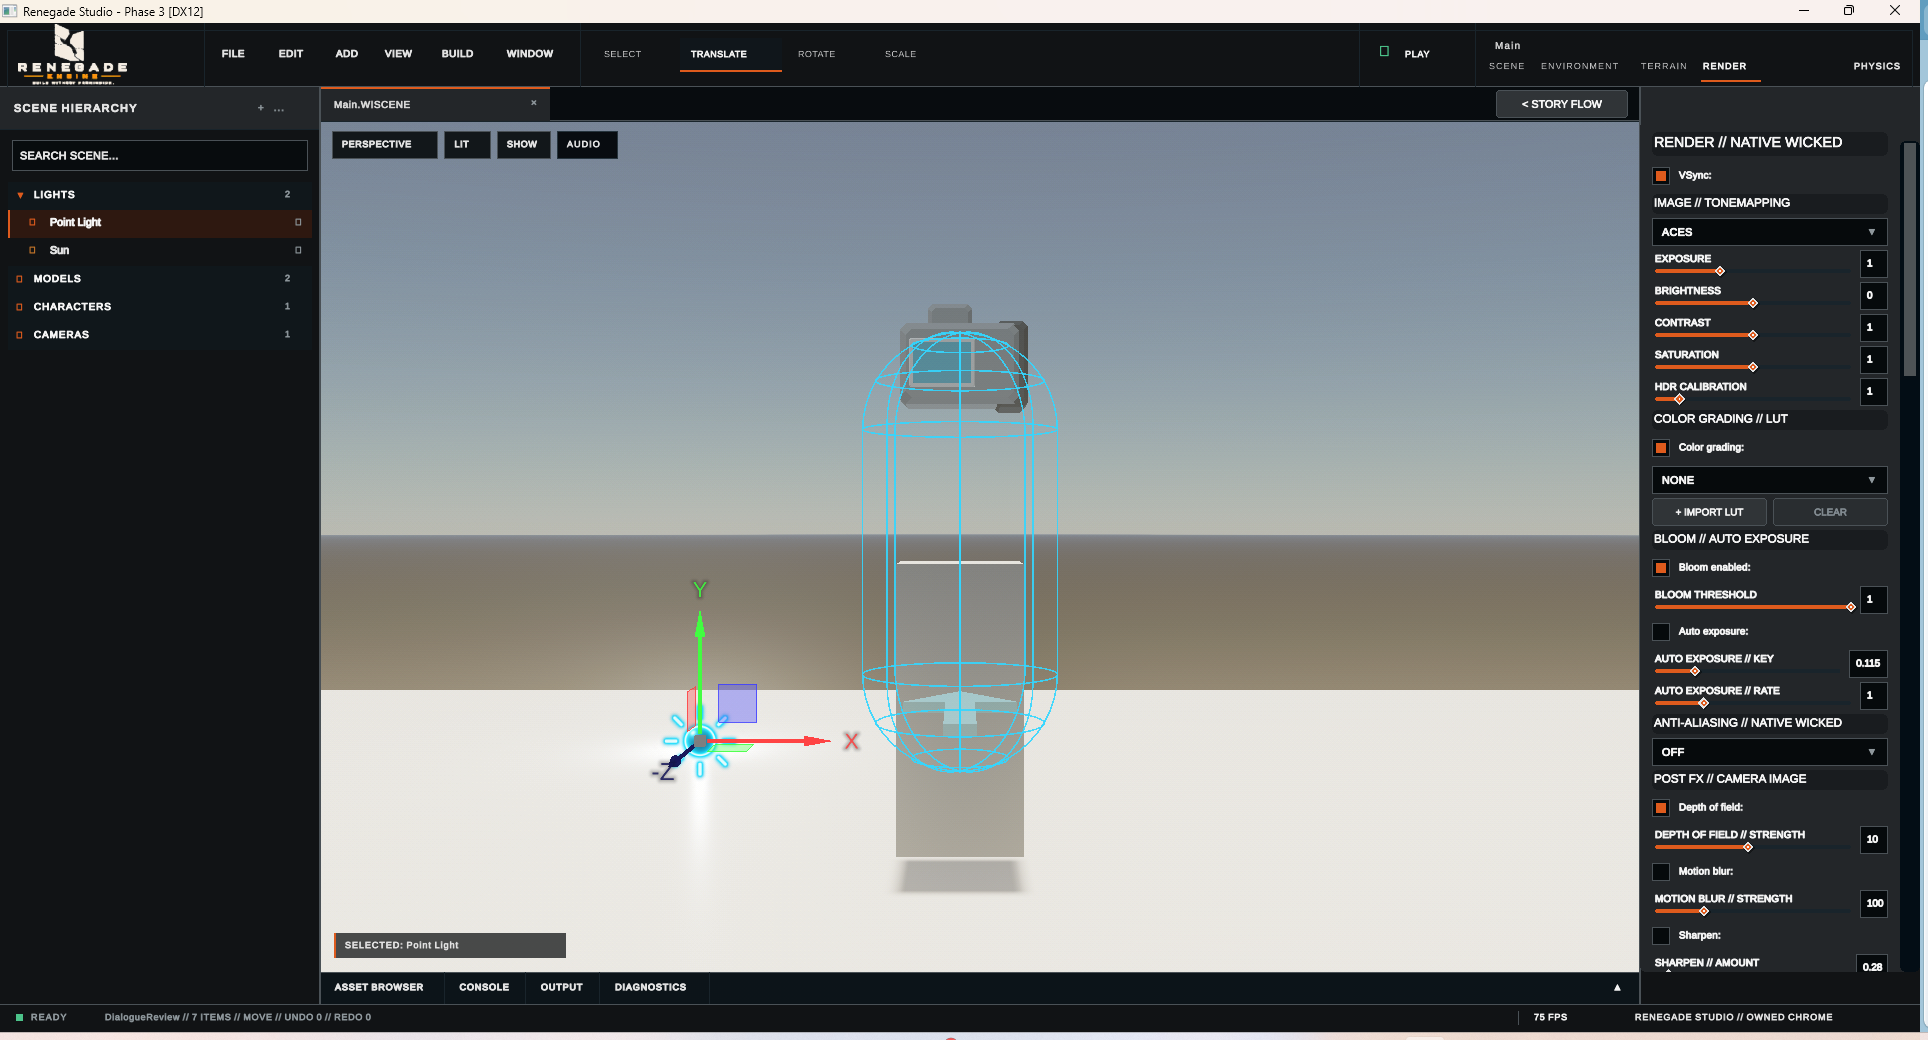 Renegade Studio - Phase 3 [DX12]
RENEGADE
ENGINE
BUILD WITHOUT PERMISSION.
FILE EDIT ADD VIEW BUILD WINDOW SELECT TRANSLATE ROTATE SCALE PLAY
Main
SCENE ENVIRONMENT TERRAIN RENDER PHYSICS
SCENE HIERARCHY + ...
SEARCH SCENE...
LIGHTS 2
Point Light
Sun
MODELS 2
CHARACTERS 1
CAMERAS 1
Main.WISCENE ×
< STORY FLOW
PERSPECTIVE LIT SHOW AUDIO
Y
X
-Z
SELECTED: Point Light
RENDER // NATIVE WICKED
VSync:
IMAGE // TONEMAPPING
ACES
EXPOSURE 1
BRIGHTNESS 0
CONTRAST 1
SATURATION 1
HDR CALIBRATION 1
COLOR GRADING // LUT
Color grading:
NONE
+ IMPORT LUT CLEAR
BLOOM // AUTO EXPOSURE
Bloom enabled:
BLOOM THRESHOLD 1
Auto exposure:
AUTO EXPOSURE // KEY 0.115
AUTO EXPOSURE // RATE 1
ANTI-ALIASING // NATIVE WICKED
OFF
POST FX // CAMERA IMAGE
Depth of field:
DEPTH OF FIELD // STRENGTH 10
Motion blur:
MOTION BLUR // STRENGTH 100
Sharpen:
SHARPEN // AMOUNT 0.28
ASSET BROWSER CONSOLE OUTPUT DIAGNOSTICS
READY DialogueReview // 7 ITEMS // MOVE // UNDO 0 // REDO 0 75 FPS RENEGADE STUDIO // OWNED CHROME